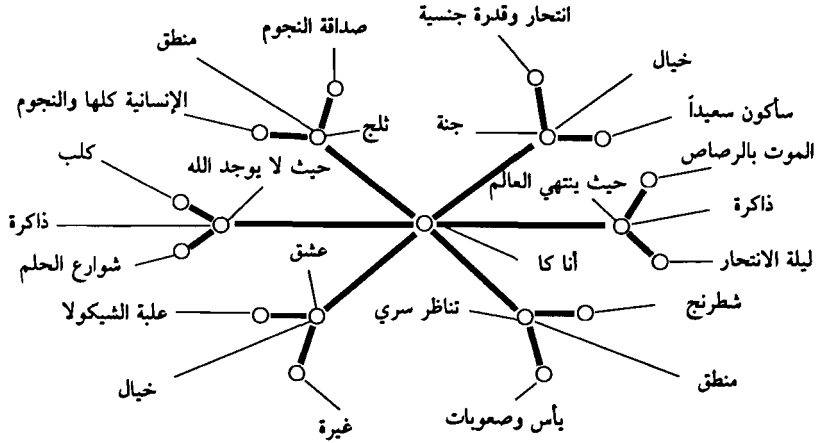 انتحار وقدرة جنسية
صداقة النجوم
منطق
خيال
الإنسانية كلها والنجوم
ثلج
جنة
سأكون سعيداً
كلب
حيث لا يوجد الله
حيث ينتهي العالم
الموت بالرصاص
ذاكرة
ذاكرة
شوارع الحلم
عشق
أنا كا
ليلة الانتحار
علبة الشيكولا
تناظر سري
شطرنج
خيال
منطق
غيرة
يأس وصعوبات